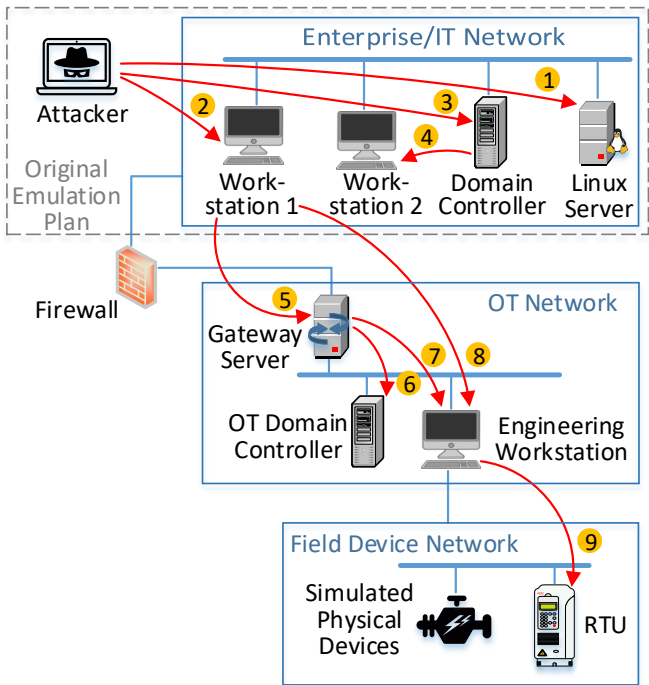 Enterprise/IT Network
Attacker
1
2
3
4
Work-
station 1
Work-
station 2
Domain
Controller
Linux
Server
Original
Emulation
Plan
Firewall
OT Network
5
Gateway
Server
7
8
6
OT Domain
Controller
Engineering
Workstation
Field Device Network
9
Simulated
Physical
Devices
RTU